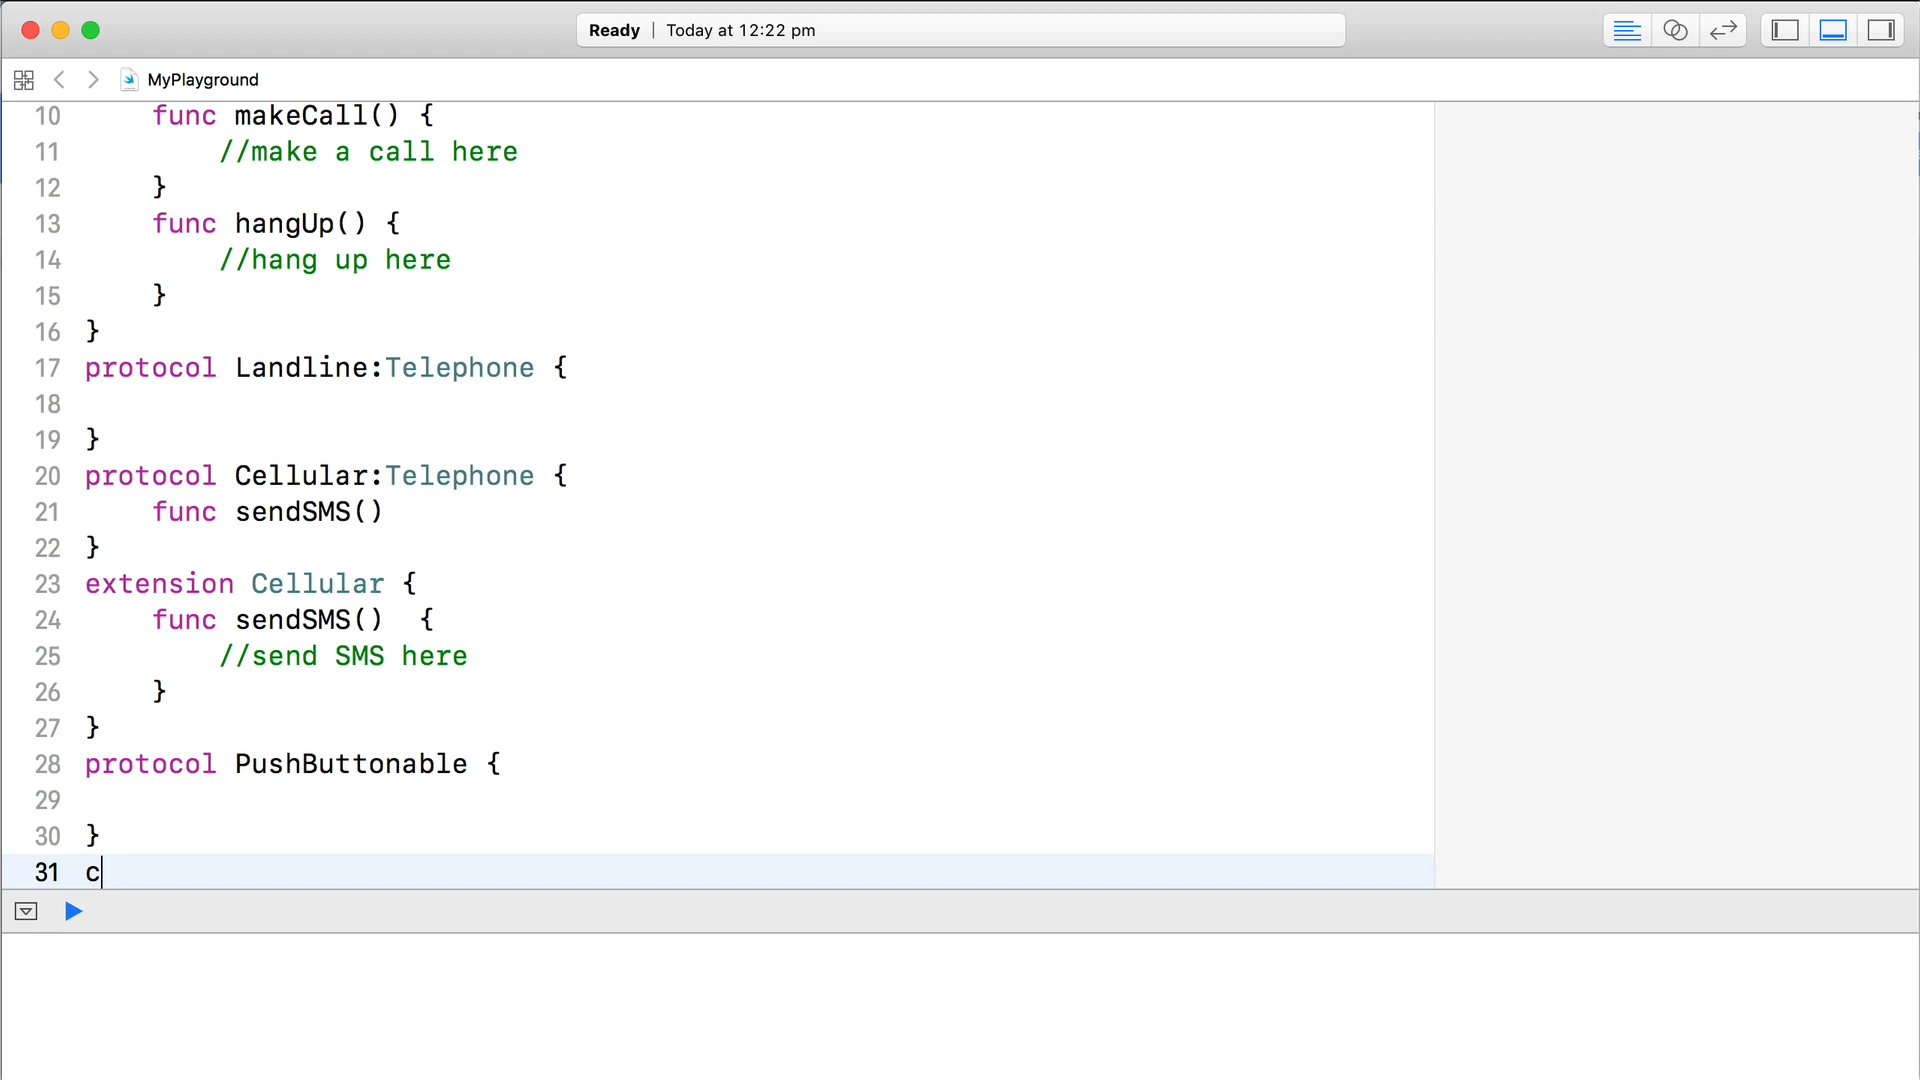 Ready | Today at 12:22 pm
MyPlayground
10 func makeCall() {
11 //make a call here
12 }
13 func hangUp() {
14 //hang up here
15 }
16 }
17 protocol Landline:Telephone {
18
19 }
20 protocol Cellular:Telephone {
21 func sendSMS()
22 }
23 extension Cellular {
24 func sendSMS()  {
25 //send SMS here
26 }
27 }
28 protocol PushButtonable {
29
30 }
31 c